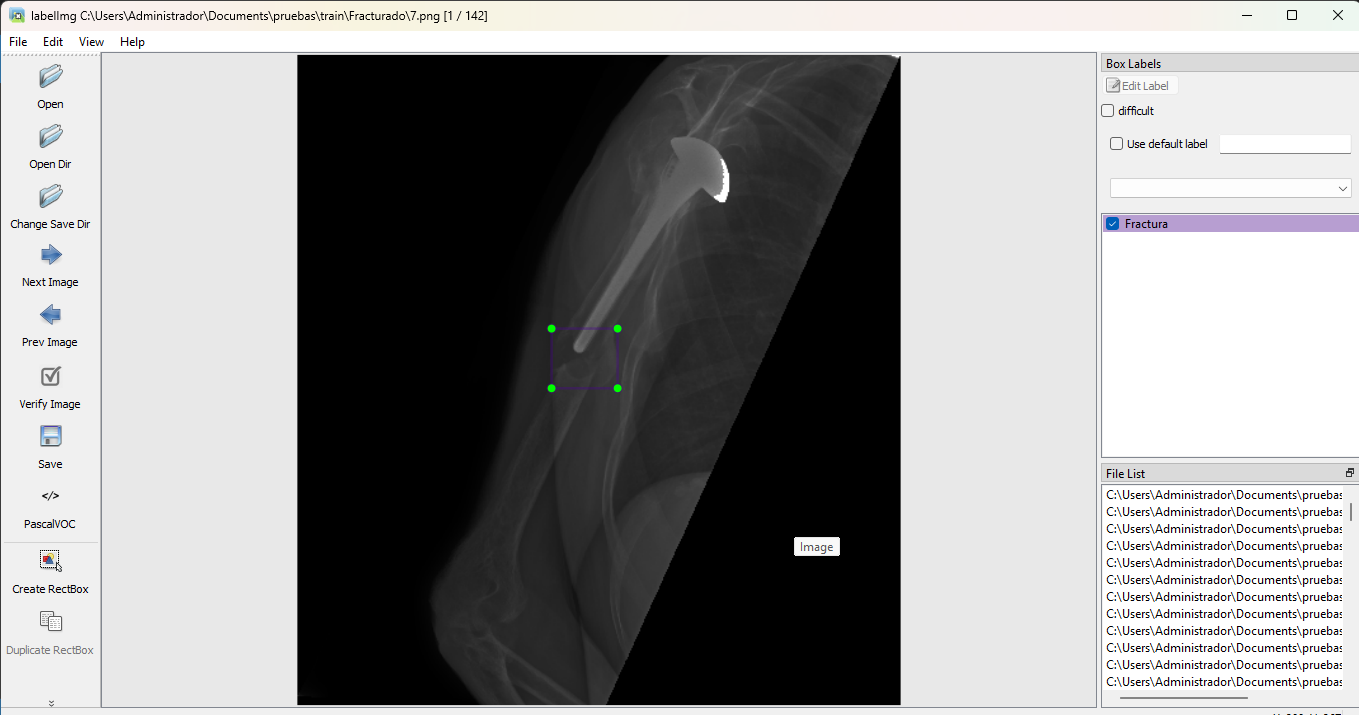 labelImg C:\Users\Administrador\Documents\pruebas\train\Fracturado\7.png [1 / 142]
File Edit View Help
Open
Open Dir
Change Save Dir
Next Image
Prev Image
Verify Image
Save
</>
PascalVOC
Create RectBox
Duplicate RectBox
Image
Box Labels
Edit Label
difficult
Use default label
Fractura
File List
C:\Users\Administrador\Documents\pruebas
C:\Users\Administrador\Documents\pruebas
C:\Users\Administrador\Documents\pruebas
C:\Users\Administrador\Documents\pruebas
C:\Users\Administrador\Documents\pruebas
C:\Users\Administrador\Documents\pruebas
C:\Users\Administrador\Documents\pruebas
C:\Users\Administrador\Documents\pruebas
C:\Users\Administrador\Documents\pruebas
C:\Users\Administrador\Documents\pruebas
C:\Users\Administrador\Documents\pruebas
C:\Users\Administrador\Documents\pruebas